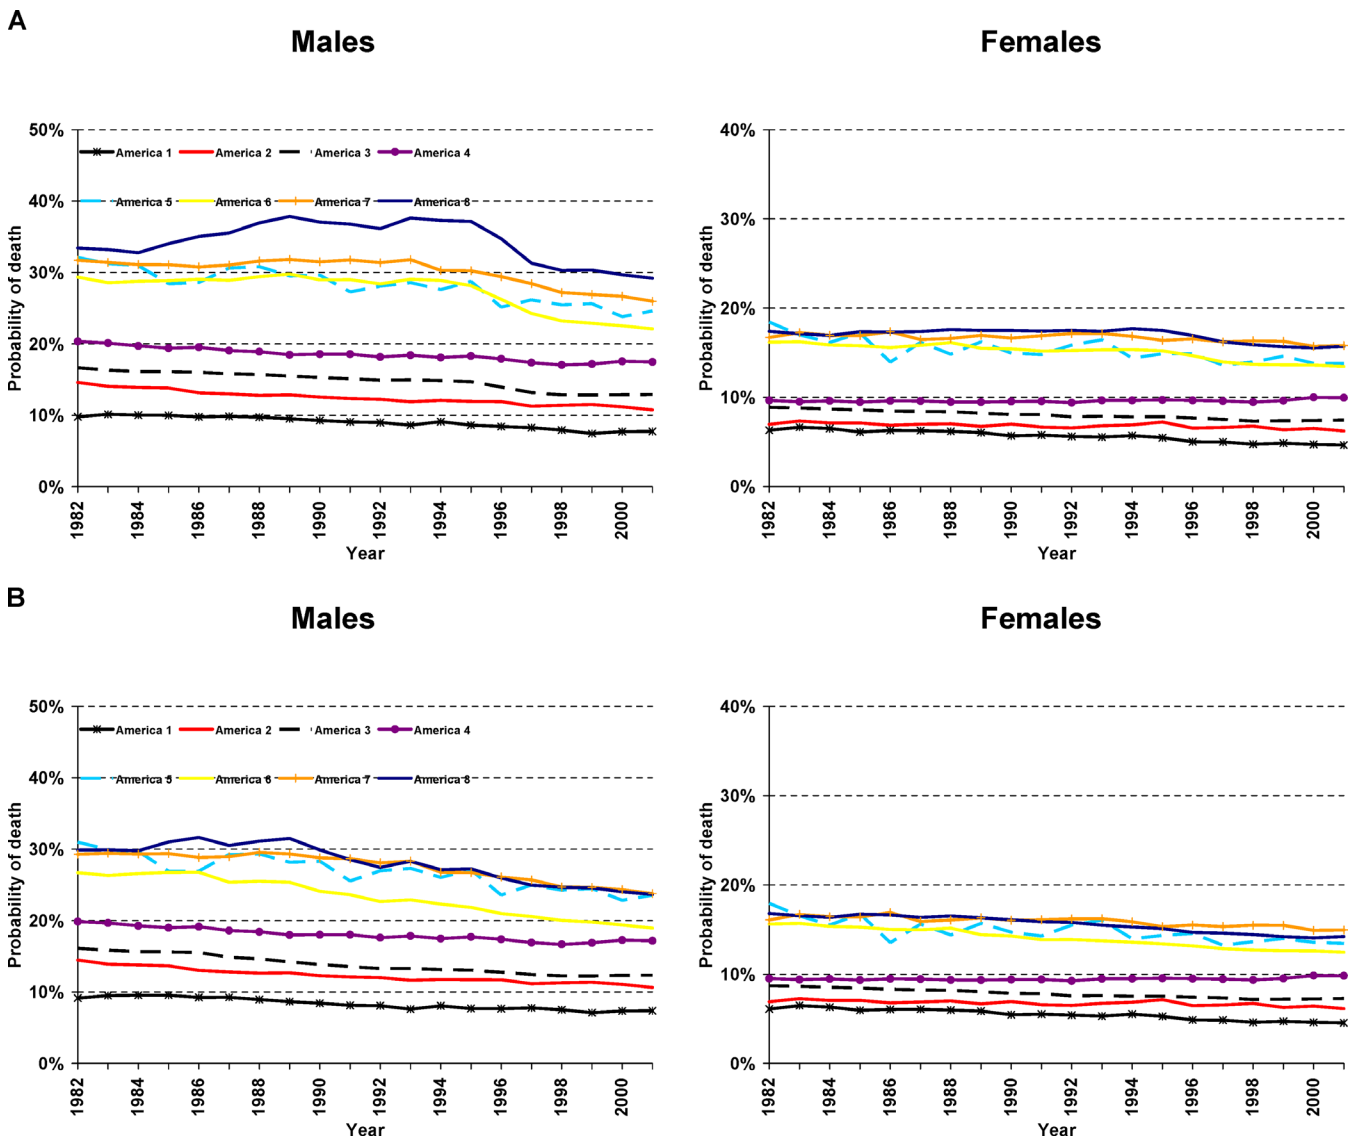 A
Males
Females
Probability of death
50%
40%
30%
20%
10%
0%
America 1 America 2 America 3 America 4
America 5 America 6 America 7 America 8
1982 1984 1986 1988 1990 1992 1994 1996 1998 2000
Year
Probability of death
40%
30%
20%
10%
0%
1982 1984 1986 1988 1990 1992 1994 1996 1998 2000
Year
B
Males
Females
Probability of death
50%
40%
30%
20%
10%
0%
America 1 America 2 America 3 America 4
America 5 America 6 America 7 America 8
1982 1984 1986 1988 1990 1992 1994 1996 1998 2000
Year
Probability of death
40%
30%
20%
10%
0%
1982 1984 1986 1988 1990 1992 1994 1996 1998 2000
Year